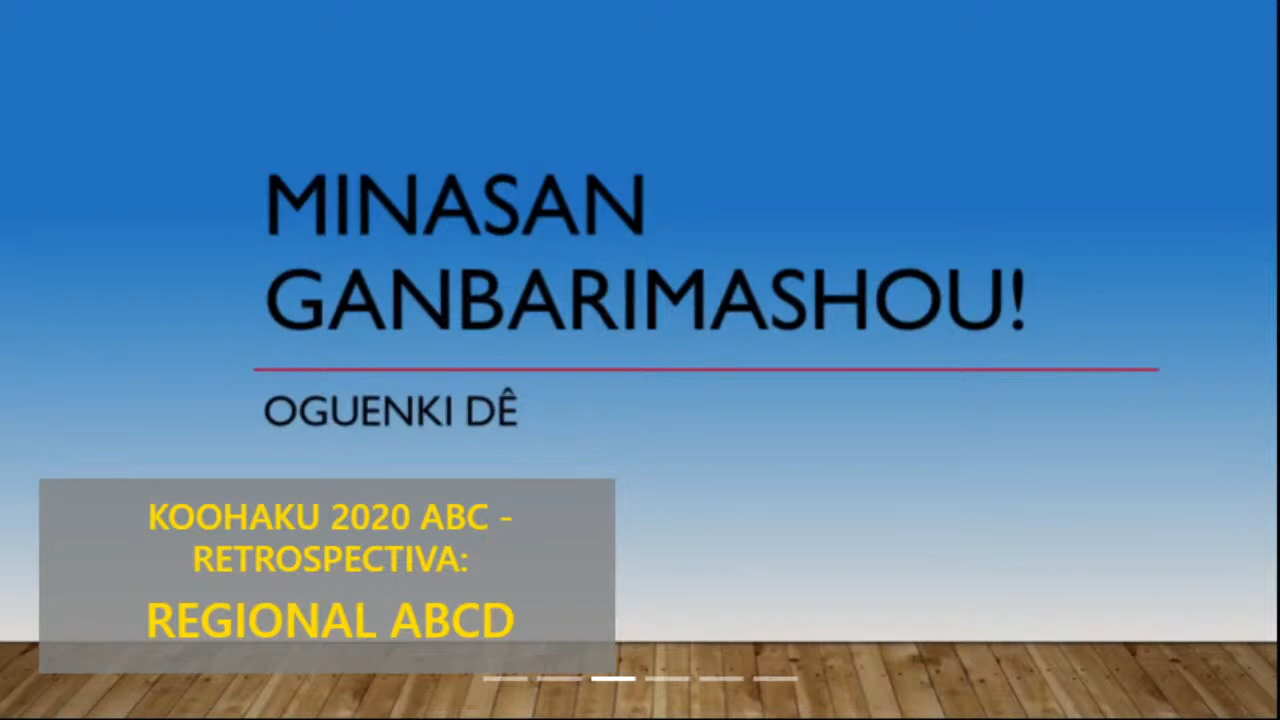 MINASAN
GANBARIMASHOU!
OGUENKI DÊ
KOOHAKU 2020 ABC -
RETROSPECTIVA:
REGIONAL ABCD